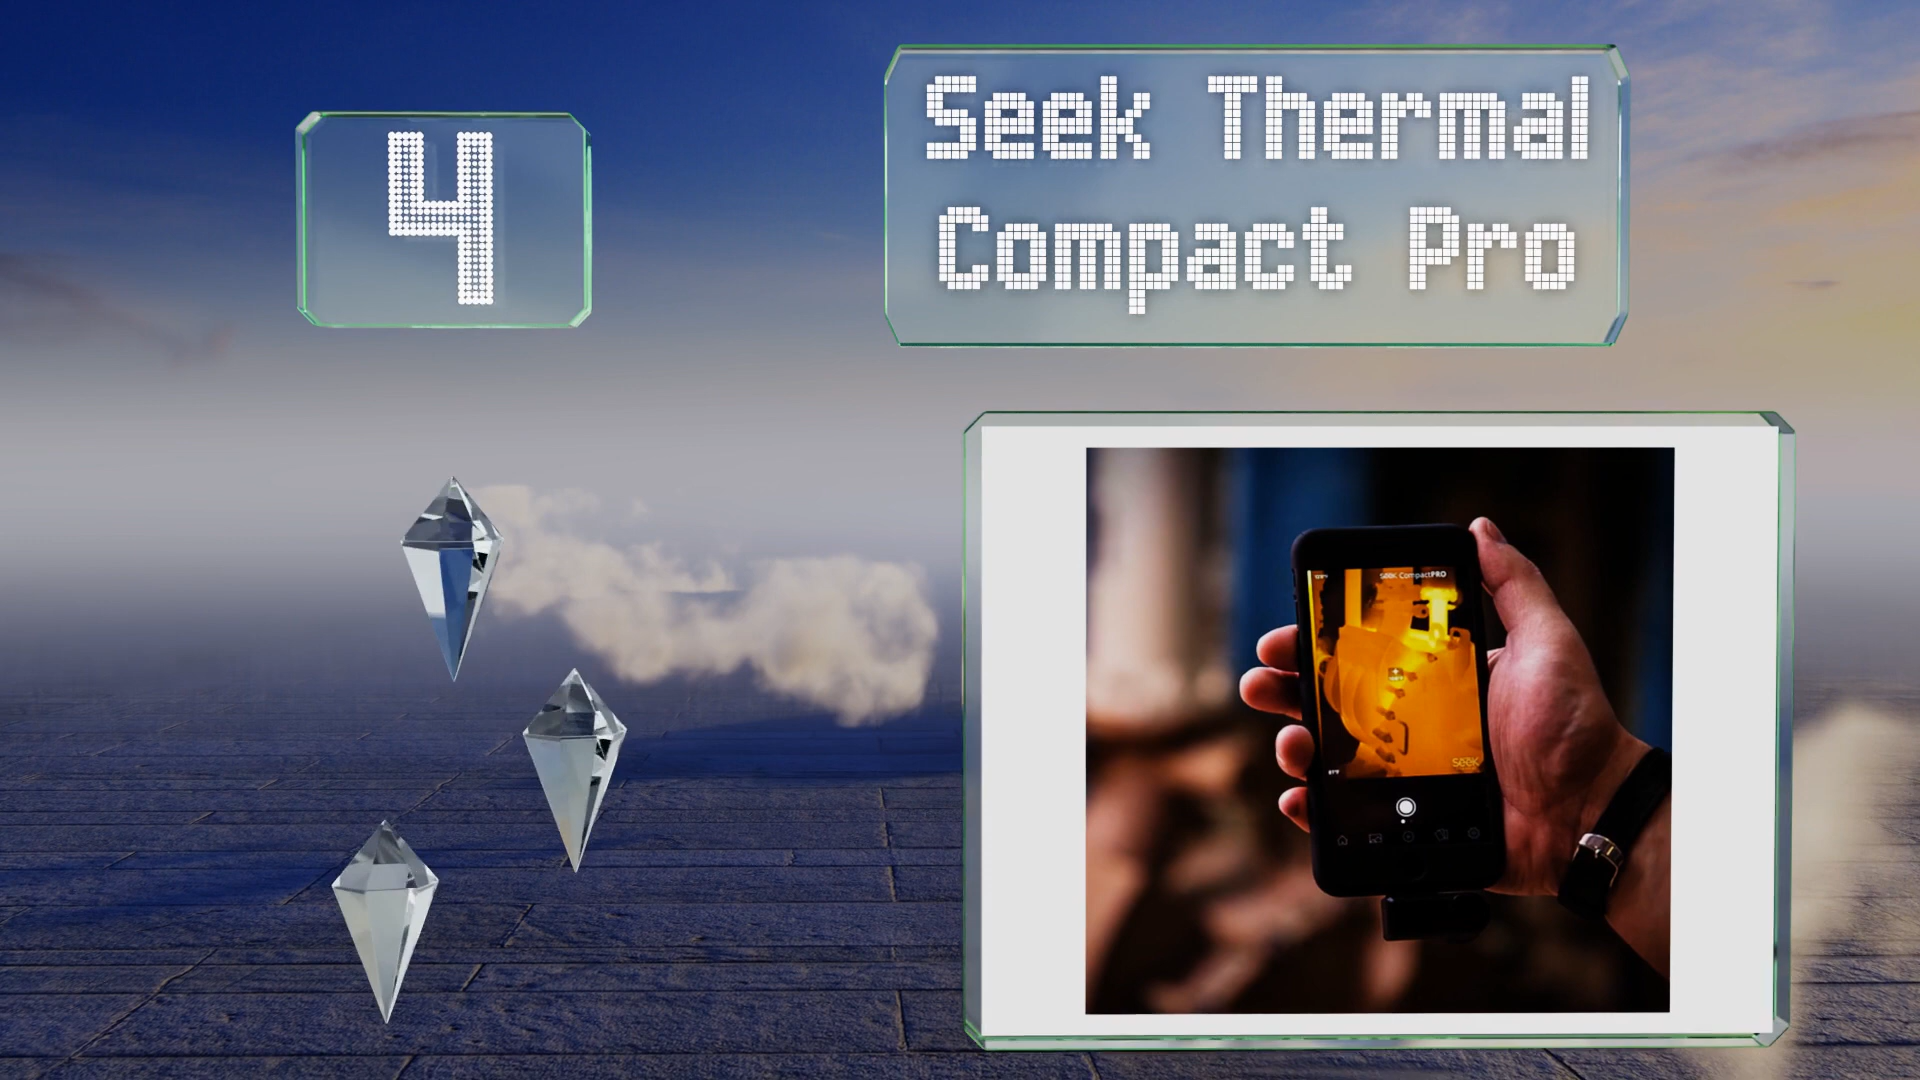 4
Seek Thermal
Compact Pro
SEEK CompactPRO
SEEK